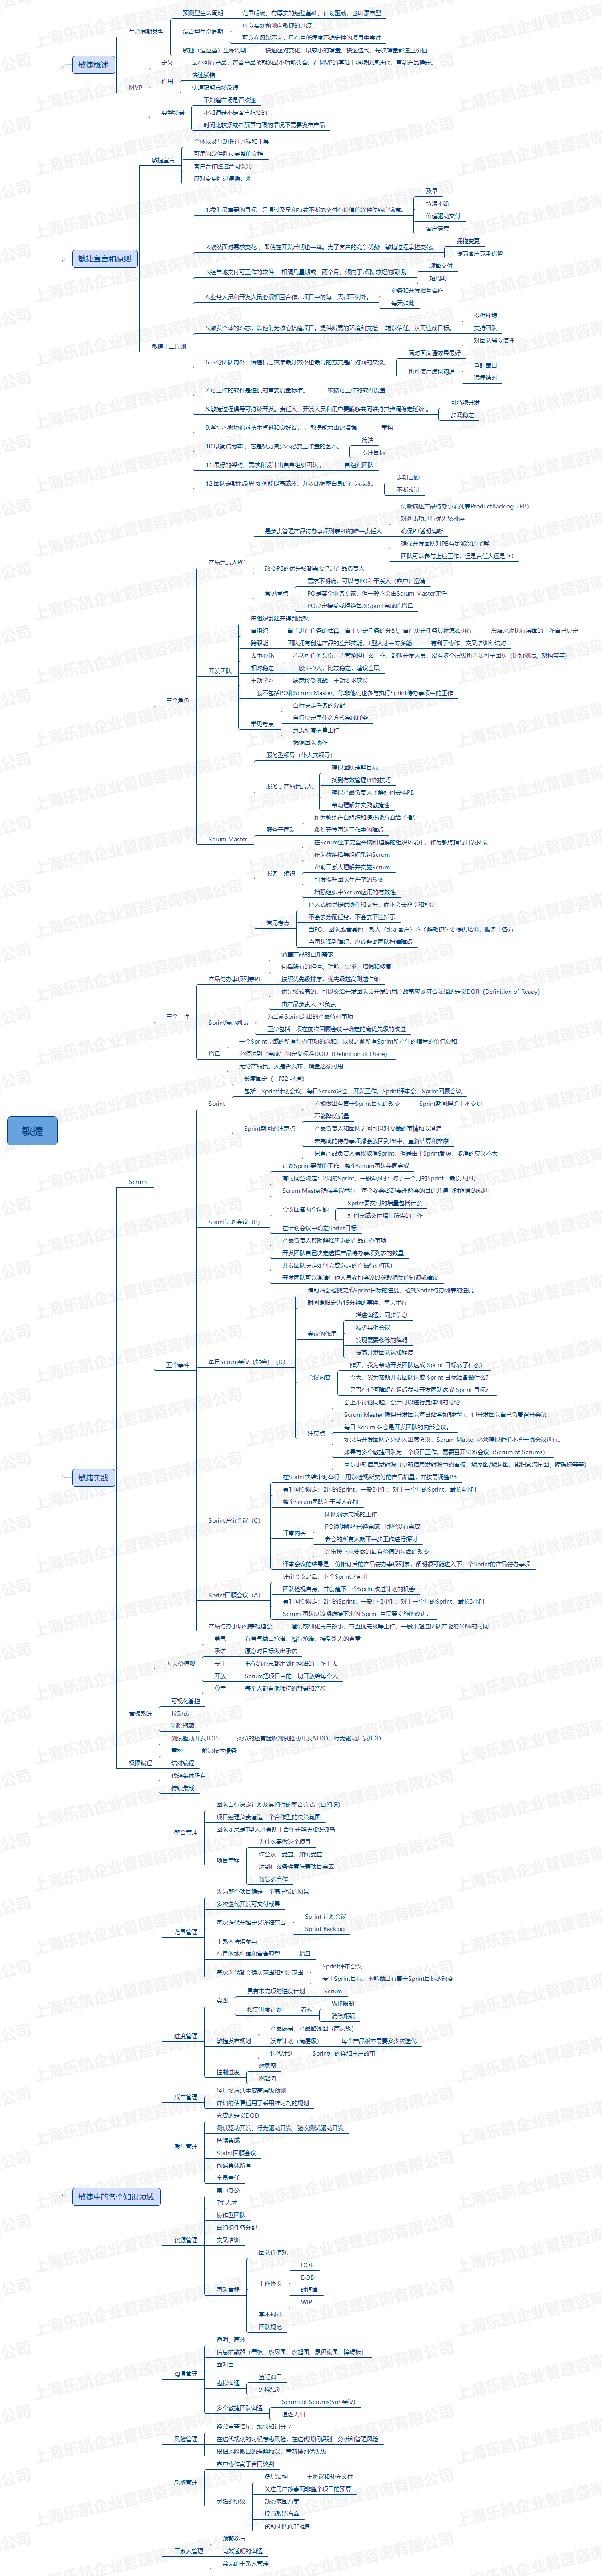 敏捷
敏捷概述
生命周期类型
预测型生命周期 范围明确、有厚实的经验基础、计划驱动、也叫瀑布型
混合型生命周期
可以实现预测向敏捷的过渡
可以在风险不大、具有中低程度不确定性的项目中尝试
敏捷（适应型）生命周期 快速应对变化，以较小的增量、快速迭代、每次增量都注重价值
MVP
定义 最小可行产品，符合产品预期的最小功能集合。在MVP的基础上继续快速迭代，直到产品稳定。
作用
快速试错
快速获取市场反馈
典型场景
不知道市场是否欢迎
不知道是不是客户想要的
时间比较紧或者预算有限的情况下需要发布产品
敏捷宣言和原则
敏捷宣言
个体以及互动胜过过程和工具
可用的软件胜过完整的文档
客户合作胜过合同谈判
应对变更胜过遵循计划
敏捷十二原则
1.我们最重要的目标，是通过及早和持续不断地交付有价值的软件使客户满意。
及早
持续不断
价值驱动交付
客户满意
2.欣然面对需求变化，即使在开发后期也一样。为了客户的竞争优势，敏捷过程掌控变化。
拥抱变更
提高客户竞争优势
3.经常地交付可工作的软件，相隔几星期或一两个月，倾向于采取 较短的周期。
频繁交付
短周期
4.业务人员和开发人员必须相互合作，项目中的每一天都不例外。
业务和开发相互合作
每天如此
5.激发个体的斗志，以他们为核心搭建项目。提供所需的环境和支援，辅以信任，从而达成目标。
提供环境
支持团队
对团队辅以信任
6.不论团队内外，传递信息效果最好效率也最高的方式是面对面的交谈。
面对面沟通效果最好
也可使用虚拟沟通
鱼缸窗口
远程结对
7.可工作的软件是进度的首要度量标准。 根据可工作的软件度量
8.敏捷过程倡导可持续开发。责任人、开发人员和用户要能够共同维持其步调稳定延续 。
可持续开发
步调稳定
9.坚持不懈地追求技术卓越和良好设计 ，敏捷能力由此增强。 重构
10.以简洁为本 ，它是极力减少不必要工作量的艺术。
简洁
专注目标
11.最好的架构、需求和设计出自自组织团队 。 自组织团队
12.团队定期地反思 如何能提高成效，并依此调整自身的行为表现。
定期回顾
不断改进
敏捷实践
Scrum
三个角色
产品负责人PO
是负责管理产品待办事项列表PB的唯一责任人
清晰描述产品待办事项列表ProductBacklog（PB）
对列表项进行优先级排序
确保PB透明清晰
确保开发团队对PB有足够深的了解
团队可以参与上述工作，但是责任人还是PO
改变PB的优先级都需要经过产品负责人
常见考点
需求不明确，可以与PO和干系人（客户）澄清
PO是某个业务专家，但一般不会由Scrum Master兼任
PO决定接受或拒绝每次Sprint完成的增量
开发团队
由组织创建并得到授权
自组织 自主进行任务的估算、自主决定任务的分配、自行决定任务具体怎么执行 总结来说执行层面的工作自己决定
跨职能 团队拥有创建产品的全部技能，T型人才一专多能 有利于协作、交叉培训和结对
去中心化 不认可任何头衔，不管承担什么工作，都叫开发人员，没有多个层级也不认可子团队（比如测试、架构等等）
相对稳定 一般3~9人，比较稳定，建议全职
主动学习 愿意接受挑战，主动要求成长
一般不包括PO和Scrum Master，除非他们也参与执行Sprint待办事项中的工作
常见考点
自行决定任务的分配
自行决定用什么方式完成任务
负责所有估算工作
强调团队协作
Scrum Master
服务型领导（仆人式领导）
服务于产品负责人
确保团队理解目标
找到有效管理PB的技巧
确保产品负责人了解如何安排PB
帮助理解并实践敏捷性
服务于团队
作为教练在自组织和跨职能方面给予指导
移除开发团队工作中的障碍
在Scrum还未完全采纳和理解的组织环境中，作为教练指导开发团队
服务于组织
作为教练指导组织采纳Scrum
帮助干系人理解并实施Scrum
引发提升团队生产率的改变
增强组织中Scrum应用的有效性
常见考点
仆人式领导提供协作和支持，而不会去命令和控制
不会去分配任务，不会去下达指示
当PO、团队或者其他干系人（比如客户）不了解敏捷时要提供培训，服务于各方
当团队遇到障碍，应该帮助团队扫清障碍
三个工件
产品待办事项列表PB
涵盖产品的已知需求
包括所有的特性、功能、需求、增强和修复
按照优先级排序，优先级越高则越详细
优先级较高的，可以交给开发团队去开发的用户故事应该符合就绪的定义DOR（Definition of Ready）
由产品负责人PO负责
Sprint待办列表
为当前Sprint选出的产品待办事项
至少包括一项在前次回顾会议中确定的高优先级的改进
增量
一个Sprint完成的所有待办事项的总和，以及之前所有Sprint所产生的增量的价值总和
必须达到“完成”的定义标准DOD（Definition of Done）
无论产品负责人是否发布，增量必须可用
五个事件
Sprint
长度固定（一般2~4周）
包括：Sprint计划会议、每日Scrum站会、开发工作、Sprint评审会、Sprint回顾会议
Sprint期间的注意点
不能做出有害于Sprint目标的改变 Sprint期间理论上不变更
不能降低质量
产品负责人和团队之间可以对要做的事情加以澄清
未完成的待办事项都会放回到PB中，重新估算和排序
只有产品负责人有权取消Sprint，但是由于Sprint都短，取消的意义不大
Sprint计划会议（P）
计划Sprint要做的工作，整个Scrum团队共同完成
有时间盒限定：2周的Sprint，一般4小时；对于一个月的Sprint，最长8小时
Scrum Master确保会议举行，每个参会者都要理解会的目的并遵守时间盒的规则
会议回答两个问题
Sprint要交付的增量包括什么
如何完成交付增量所需的工作
在计划会议中确定Sprint目标
产品负责人帮助解释所选的产品待办事项
开发团队自己决定选择产品待办事项列表的数量
开发团队决定如何完成选定的产品待办事项
开发团队可以邀请其他人员参加会议以获取相关的知识或建议
每日Scrum会议（站会）（D）
借助站会检视完成Sprint目标的进度，检视Sprint待办列表的进度
时间盒限定为15分钟的事件，每天举行
会议的作用
增进沟通、同步信息
减少其他会议
发现需要移除的障碍
提高开发团队认知程度
会议内容
昨天，我为帮助开发团队达成 Sprint 目标做了什么？
今天，我为帮助开发团队达成 Sprint 目标准备做什么？
是否有任何障碍在阻碍我或开发团队达成 Sprint 目标？
注意点
会上不讨论问题，会后可以进行更详细的讨论
Scrum Master 确保开发团队每日站会如期举行，但开发团队自己负责召开会议。
每日 Scrum 站会是开发团队的内部会议。
如果有开发团队之外的人出席会议，Scrum Master 必须确保他们不会干扰会议进行。
如果有多个敏捷团队为一个项目工作，需要召开SOS会议（Scrum of Scrums）
同步更新信息发射源（更新信息发射源中的看板、燃尽图/燃起图、累积累流量图、障碍板等等）
Sprint评审会议（C）
在Sprint快结束时举行，用以检视所交付的产品增量，并按需调整PB
有时间盒限定：2周的Sprint，一般2小时；对于一个月的Sprint，最长4小时
整个Scrum团队和干系人参加
评审内容
团队演示完成的工作
PO说明哪些已经完成，哪些没有完成
参会的所有人就下一步工作进行探讨
评审接下来要做的最有价值的东西的改变
评审会议的结果是一份修订后的产品待办事项列表，阐明很可能进入下一个Sprint的产品待办事项
Sprint回顾会议（A）
评审会议之后，下个Sprint之前开
团队检视自身，并创建下一个Sprint改进计划的机会
有时间盒限定：2周的Sprint，一般1~2小时；对于一个月的Sprint，最长3小时
Scrum 团队应该明确接下来的 Sprint 中需要实施的改进。
产品待办事项列表梳理会 澄清或细化用户故事、审查优先级等工作，一般不超过团队产能的10%的时间
五大价值观
勇气 有勇气做出承诺，履行承诺，接受别人的尊重
承诺 愿意对目标做出承诺
专注 把你的心思都用到你承诺的工作上去
开放 Scrum把项目中的一切开放给每个人
尊重 每个人都有他独特的背景和经验
看板系统
可视化管控
拉动式
消除瓶颈
极限编程
测试驱动开发TDD 类似的还有验收测试驱动开发ATDD，行为驱动开发BDD
重构 解决技术债务
结对编程
代码集体所有
持续集成
敏捷中的各个知识领域
整合管理
团队自行决定计划及其组件的整合方式（自组织）
项目经理负责营造一个合作型的决策氛围
团队如果是T型人才有助于合作并解决知识孤岛
项目章程
为什么要做这个项目
谁会从中受益，如何受益
达到什么条件意味着项目完成
将怎么合作
范围管理
先为整个项目确定一个高层级的愿景
多次迭代开发可交付成果
每次迭代开始定义详细范围
Sprint 计划会议
Sprint Backlog
干系人持续参与
有目的地构建和审查原型 增量
每次迭代都会确认范围和控制范围
Sprint评审会议
专注Sprint目标，不能做出有害于Sprint目标的改变
进度管理
实践
具有未完项的进度计划 Scrum
按需进度计划 看板
WIP限制
消除瓶颈
敏捷发布规划
产品愿景、产品路线图（高层级）
发布计划（高层级） 每个产品版本需要多少次迭代
迭代计划 Sprint中的详细用户故事
控制进度
燃尽图
燃起图
成本管理
轻量级方法生成高层级预测
详细的估算适用于采用准时制的规划
质量管理
完成的定义DOD
测试驱动开发、行为驱动开发、验收测试驱动开发
持续集成
Sprint回顾会议
代码集体所有
全员责任
资源管理
集中办公
T型人才
协作型团队
自组织任务分配
交叉培训
团队章程
团队价值观
工作协议
DOR
DOD
时间盒
WIP
基本规则
团队规范
沟通管理
透明、高效
信息扩散器（看板、燃尽图、燃起图、累积流图、障碍板）
面对面
虚拟沟通
鱼缸窗口
远程结对
多个敏捷团队沟通
Scrum of Scrums(SoS会议)
追逐太阳
风险管理
经常审查增量，加快知识分享
在迭代规划的时候考虑风险，在迭代期间识别、分析和管理风险
根据风险敞口的理解加深，重新排列优先级
采购管理
客户协作高于合同谈判
灵活的协议
多层结构 主协议和补充文件
关注用户故事而非整个项目的预算
动态范围方案
提前取消方案
资助团队而非范围
干系人管理
频繁参与
高效透明的沟通
常见的干系人管理
上海乐凯企业管理咨询有限公司